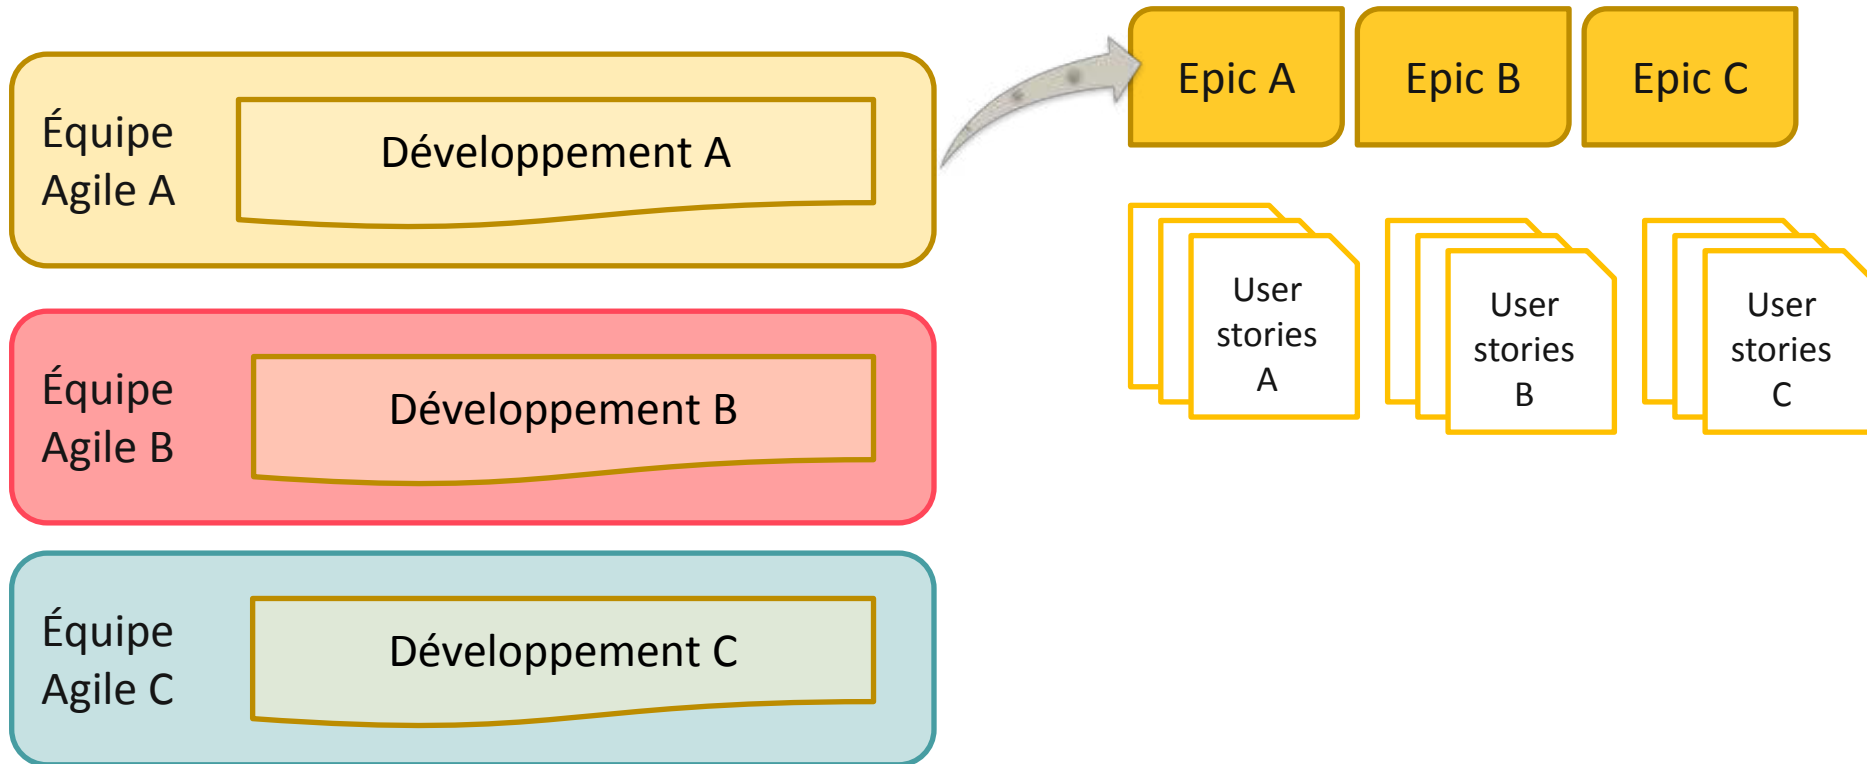 Équipe
Agile A
Développement A
Équipe
Agile B
Développement B
Équipe
Agile C
Développement C
Epic A
Epic B
Epic C
User
stories
A
User
stories
B
User
stories
C